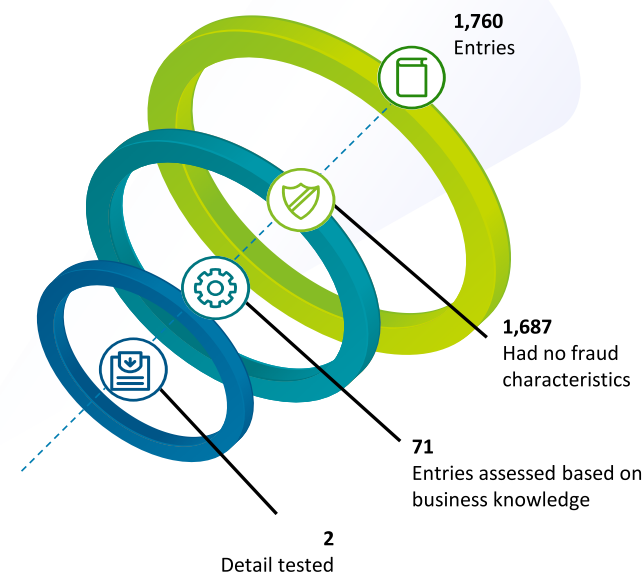 1,760
Entries
1,687
Had no fraud
characteristics
71
Entries assessed based on
business knowledge
2
Detail tested